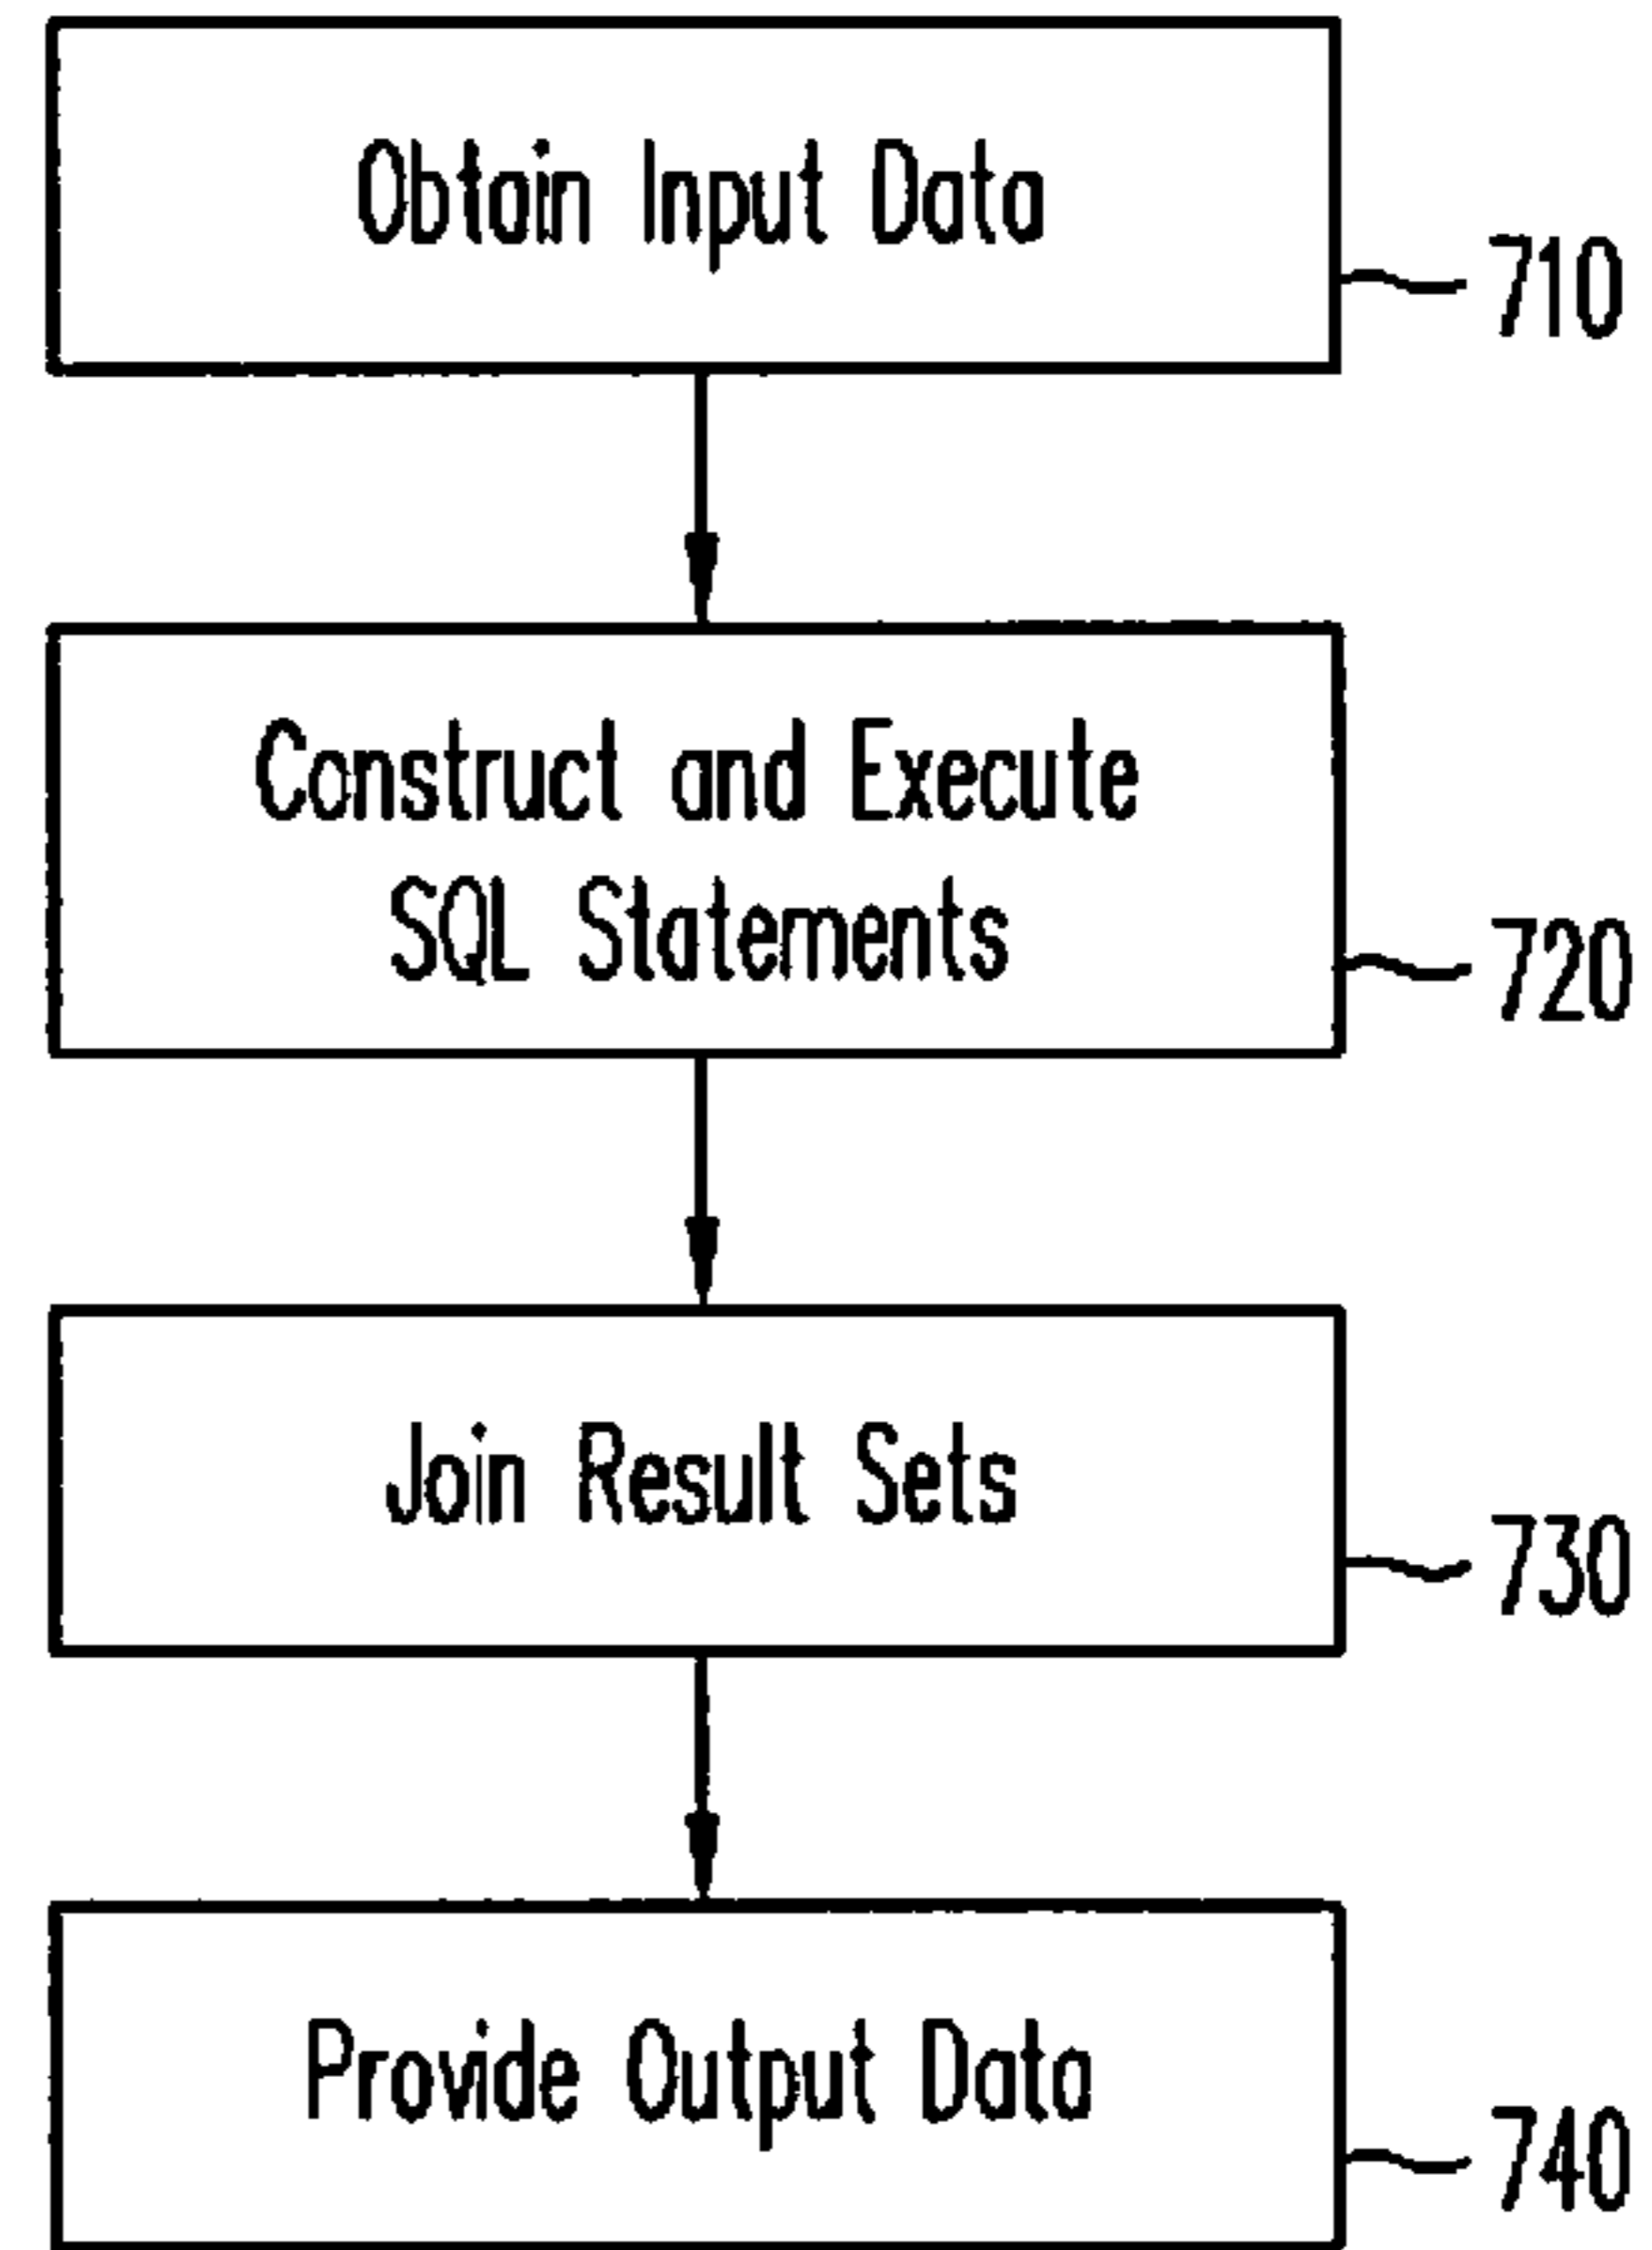 Obtain Input Data
710
Construct and Execute
SQL Statements
720
Join Result Sets
730
Provide Output Data
740